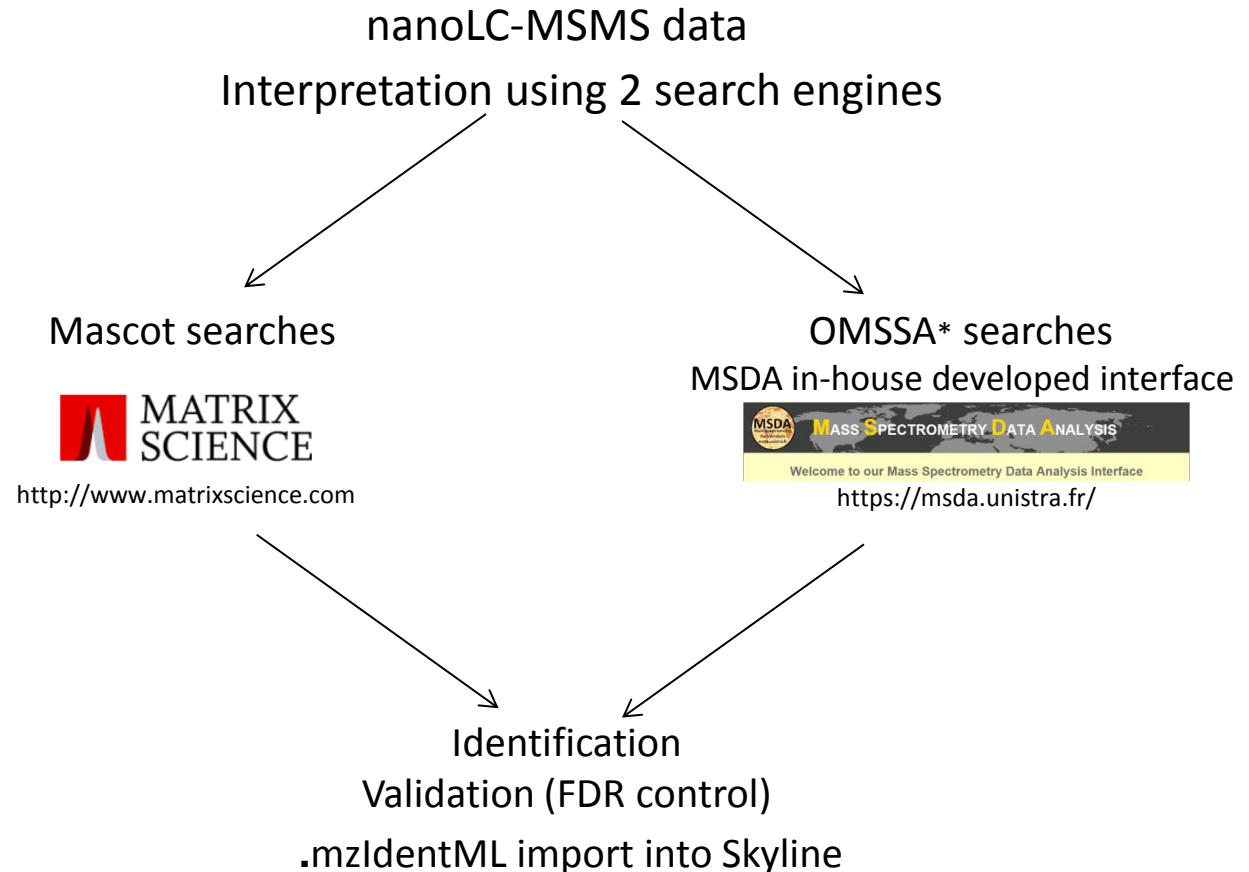 nanoLC-MSMS data
Interpretation using 2 search engines
Mascot searches
MATRIX
SCIENCE
http://www.matrixscience.com
OMSSA* searches
MSDA in-house developed interface
MSDA
MASS SPECTROMETRY DATA ANALYSIS
Welcome to our Mass Spectrometry Data Analysis Interface
https://msda.unistra.fr/
Identification
Validation (FDR control)
.mzIdentML import into Skyline